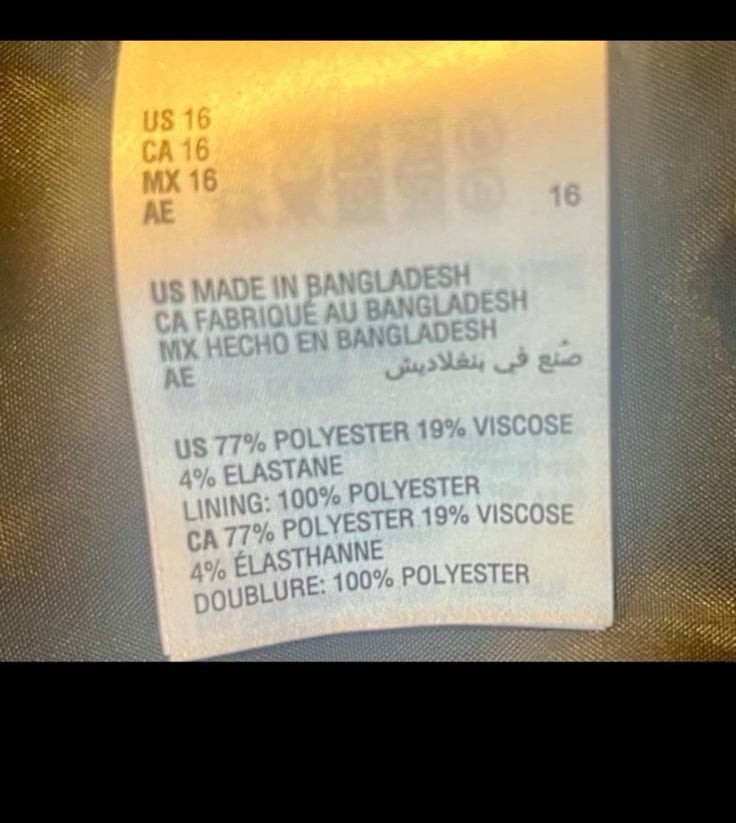 US 16
CA 16
MX 16
AE
16
US MADE IN BANGLADESH
CA FABRIQUÉ AU BANGLADESH
MX HECHO EN BANGLADESH
AE صُنع في بنغلاديش
US 77% POLYESTER 19% VISCOSE
4% ELASTANE
LINING: 100% POLYESTER
CA 77% POLYESTER 19% VISCOSE
4% ÉLASTHANNE
DOUBLURE: 100% POLYESTER